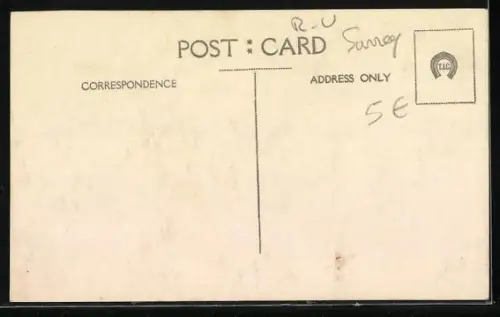 R-U
POST : CARD Surrey
CORRESPONDENCE
ADDRESS ONLY
T.I.C.
5€